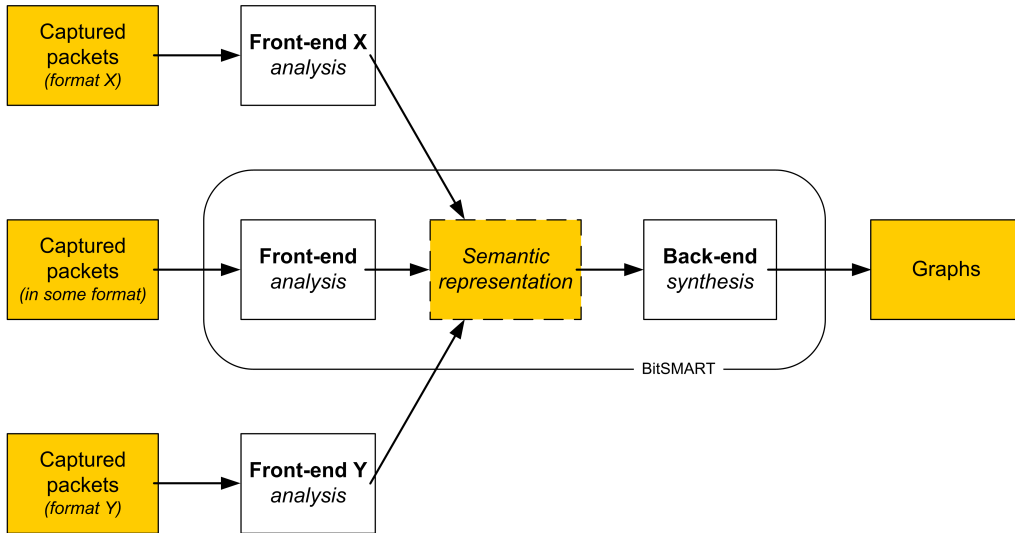 Captured
packets
(format X)
Front-end X
analysis
Captured
packets
(in some format)
Front-end
analysis
Semantic
representation
Back-end
synthesis
Graphs
BitSMART
Captured
packets
(format Y)
Front-end Y
analysis